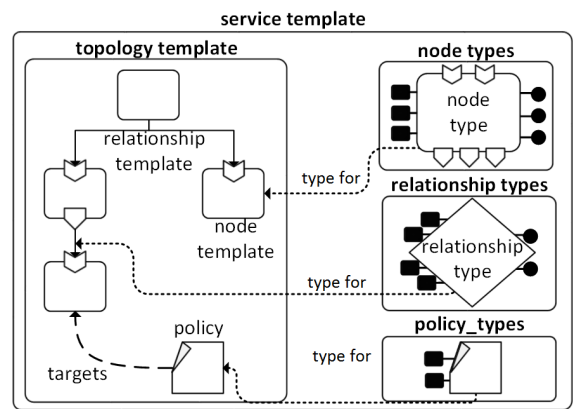 service template
topology template
node types
relationship
template
node
type
type for
relationship types
node
template
relationship
type
type for
policy
policy_types
type for
targets